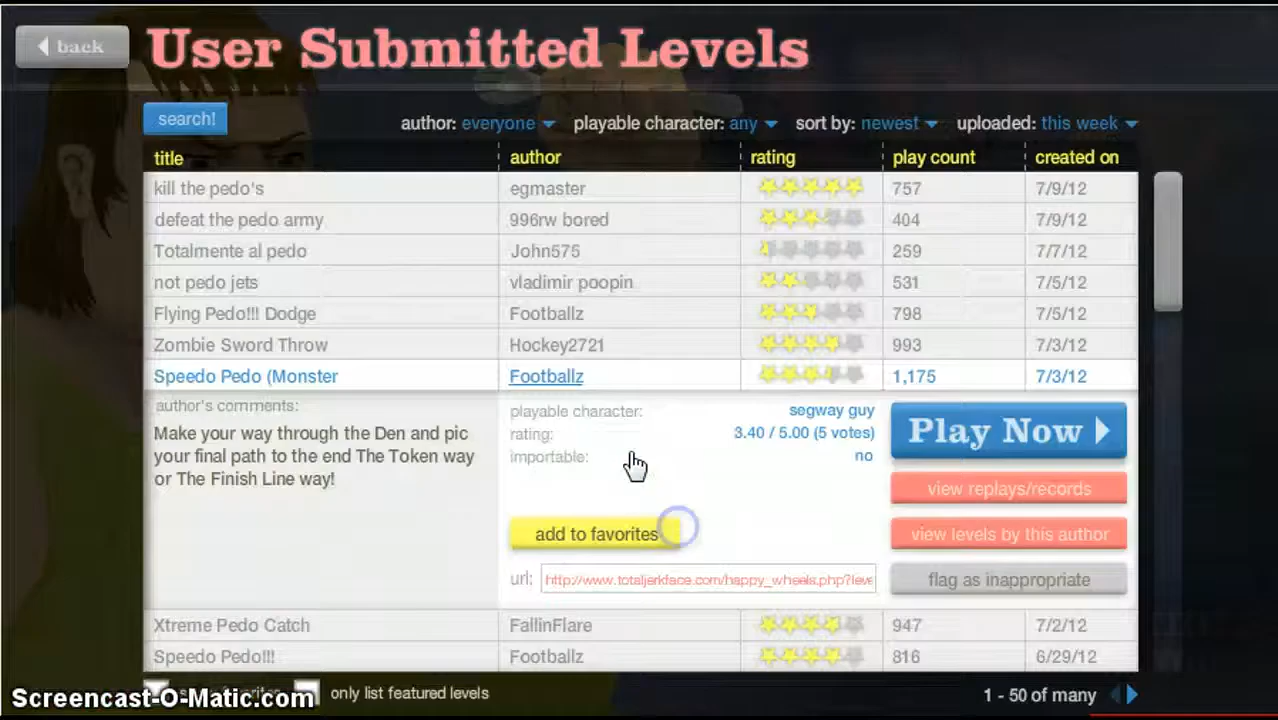 back
User Submitted Levels
search!
author: everyone playable character: any sort by: newest uploaded: this week
title author rating play count created on
kill the pedo's egmaster 757 7/9/12
defeat the pedo army 996rw bored 404 7/9/12
Totalmente al pedo John575 259 7/7/12
not pedo jets vladimir poopin 531 7/5/12
Flying Pedo!!! Dodge Footballz 798 7/5/12
Zombie Sword Throw Hockey2721 993 7/3/12
Speedo Pedo (Monster Footballz 1,175 7/3/12
author's comments:
Make your way through the Den and pic
your final path to the end The Token way
or The Finish Line way!
playable character: segway guy
rating: 3.40 / 5.00 (5 votes)
importable: no
add to favorites
url: http://www.totaljerkface.com/happy_wheels.php?leve
Play Now
view replays/records
view levels by this author
flag as inappropriate
Xtreme Pedo Catch FallinFlare 947 7/2/12
Speedo Pedo!!! Footballz 816 6/29/12
only list featured levels
1 - 50 of many
Screencast-O-Matic.com